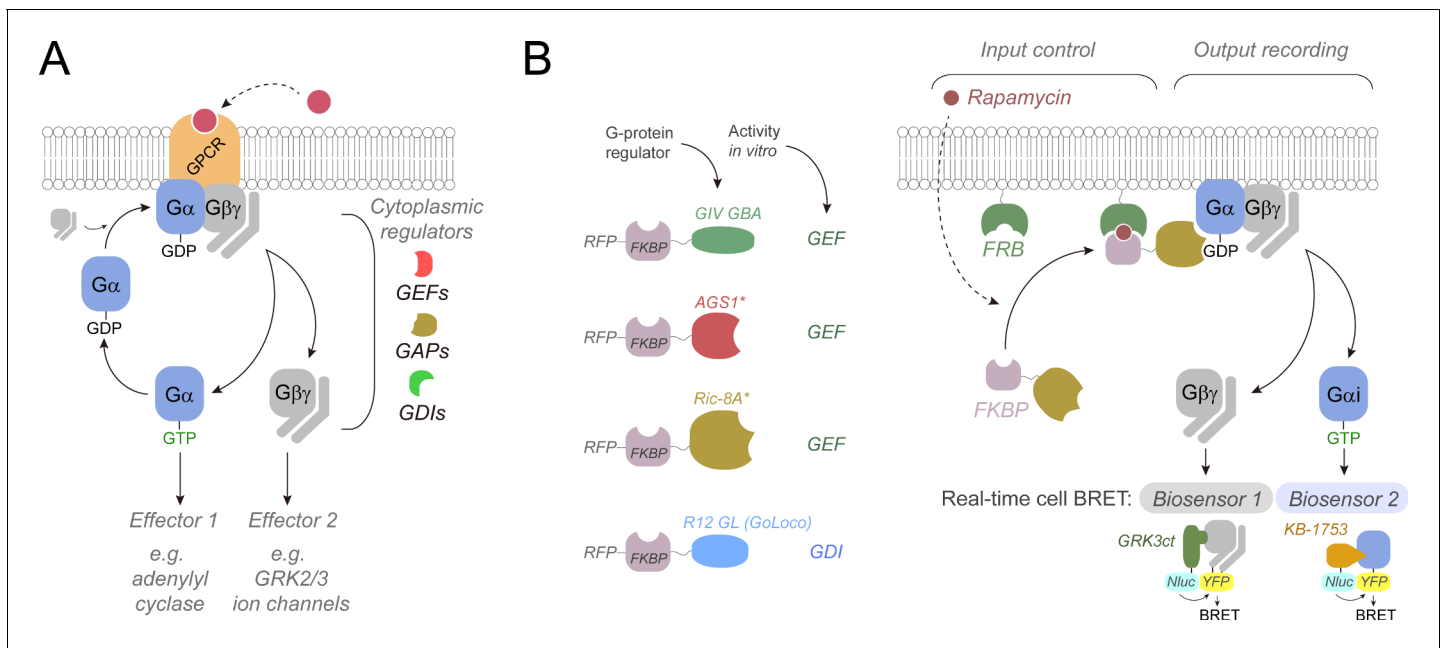 A
GPCR
Gα
Gβγ
GDP
Gα
GDP
Gα
GTP
Gβγ
Cytoplasmic
regulators
GEFs
GAPs
GDIs
Effector 1
e.g.
adenylyl
cyclase
Effector 2
e.g.
GRK2/3
ion channels
B
G-protein
regulator
Activity
in vitro
GIV GBA
RFP
FKBP
GEF
AGS1*
RFP
FKBP
GEF
Ric-8A*
RFP
FKBP
GEF
R12 GL (GoLoco)
RFP
FKBP
GDI
Input control
Output recording
Rapamycin
FRB
Gα
Gβγ
GDP
FKBP
Gβγ
Gαi
GTP
Real-time cell BRET:
Biosensor 1
Biosensor 2
GRK3ct
Nluc
YFP
BRET
KB-1753
Nluc
YFP
BRET